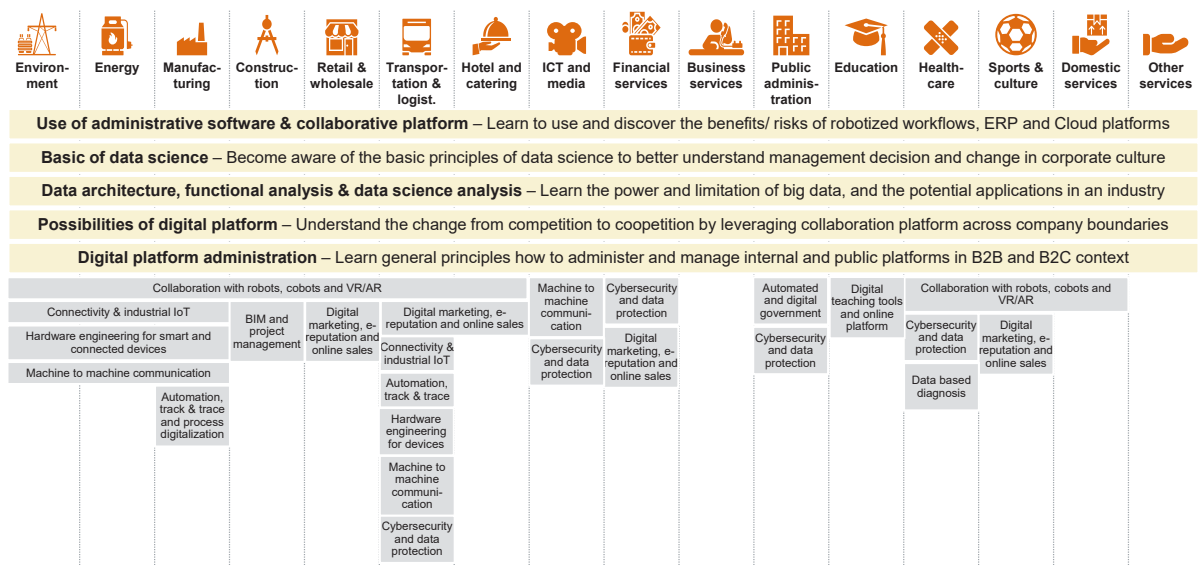 Environ-
ment
Energy
Manufac-
turing
Construc-
tion
Retail &
wholesale
Transpor-
tation &
logist.
Hotel and
catering
ICT and
media
Financial
services
Business
services
Public
adminis-
tration
Education
Health-
care
Sports &
culture
Domestic
services
Other
services
Use of administrative software & collaborative platform – Learn to use and discover the benefits/ risks of robotized workflows, ERP and Cloud platforms
Basic of data science – Become aware of the basic principles of data science to better understand management decision and change in corporate culture
Data architecture, functional analysis & data science analysis – Learn the power and limitation of big data, and the potential applications in an industry
Possibilities of digital platform – Understand the change from competition to coopetition by leveraging collaboration platform across company boundaries
Digital platform administration – Learn general principles how to administer and manage internal and public platforms in B2B and B2C context
Collaboration with robots, cobots and VR/AR
Connectivity & industrial IoT
Hardware engineering for smart and
connected devices
Machine to machine communication
Automation,
track & trace
and process
digitalization
BIM and
project
management
Digital
marketing, e-
reputation and
online sales
Digital marketing, e-
reputation and online sales
Connectivity &
industrial IoT
Automation,
track & trace
Hardware
engineering
for devices
Machine to
machine
communi-
cation
Cybersecurity
and data
protection
Machine to
machine
communi-
cation
Cybersecurity
and data
protection
Cybersecurity
and data
protection
Digital
marketing, e-
reputation and
online sales
Automated
and digital
government
Cybersecurity
and data
protection
Digital
teaching tools
and online
platform
Collaboration with robots, cobots and
VR/AR
Cybersecurity
and data
protection
Data based
diagnosis
Digital
marketing, e-
reputation and
online sales